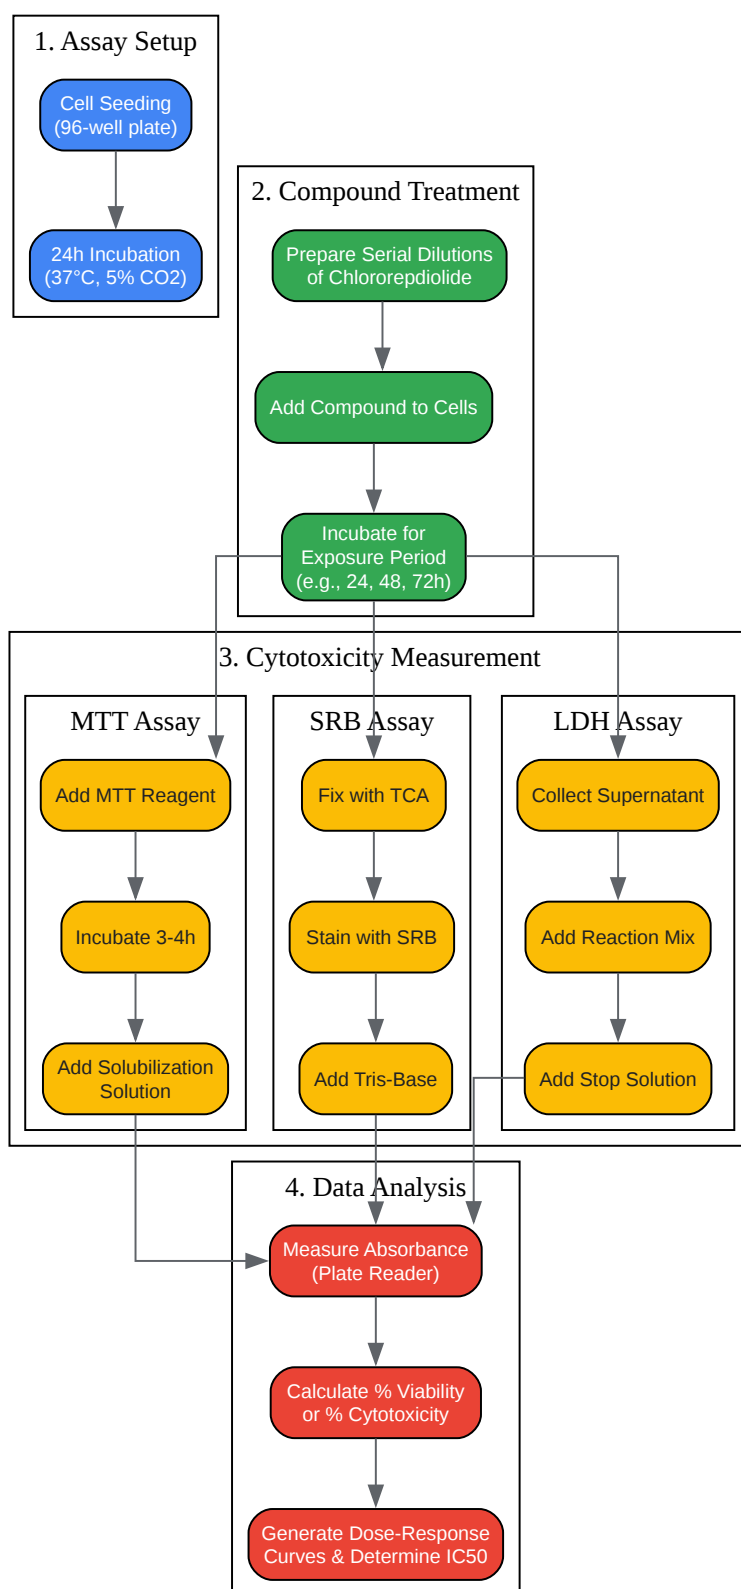 1. Assay Setup
Cell Seeding
(96-well plate)
24h Incubation
(37°C, 5% CO2)
2. Compound Treatment
Prepare Serial Dilutions
of Chlororepdiolide
Add Compound to Cells
Incubate for
Exposure Period
(e.g., 24, 48, 72h)
3. Cytotoxicity Measurement
MTT Assay
Add MTT Reagent
Incubate 3-4h
Add Solubilization
Solution
SRB Assay
Fix with TCA
Stain with SRB
Add Tris-Base
LDH Assay
Collect Supernatant
Add Reaction Mix
Add Stop Solution
4. Data Analysis
Measure Absorbance
(Plate Reader)
Calculate % Viability
or % Cytotoxicity
Generate Dose-Response
Curves & Determine IC50